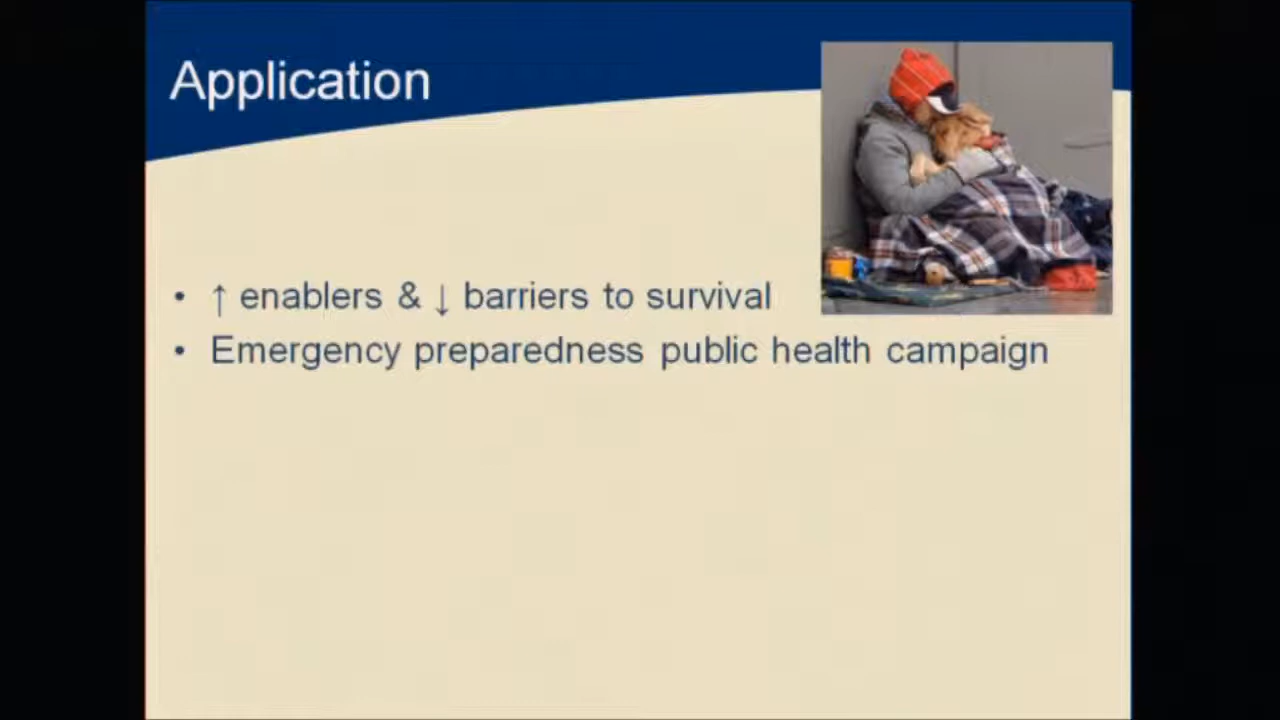 Application
• ↑ enablers & ↓ barriers to survival
• Emergency preparedness public health campaign